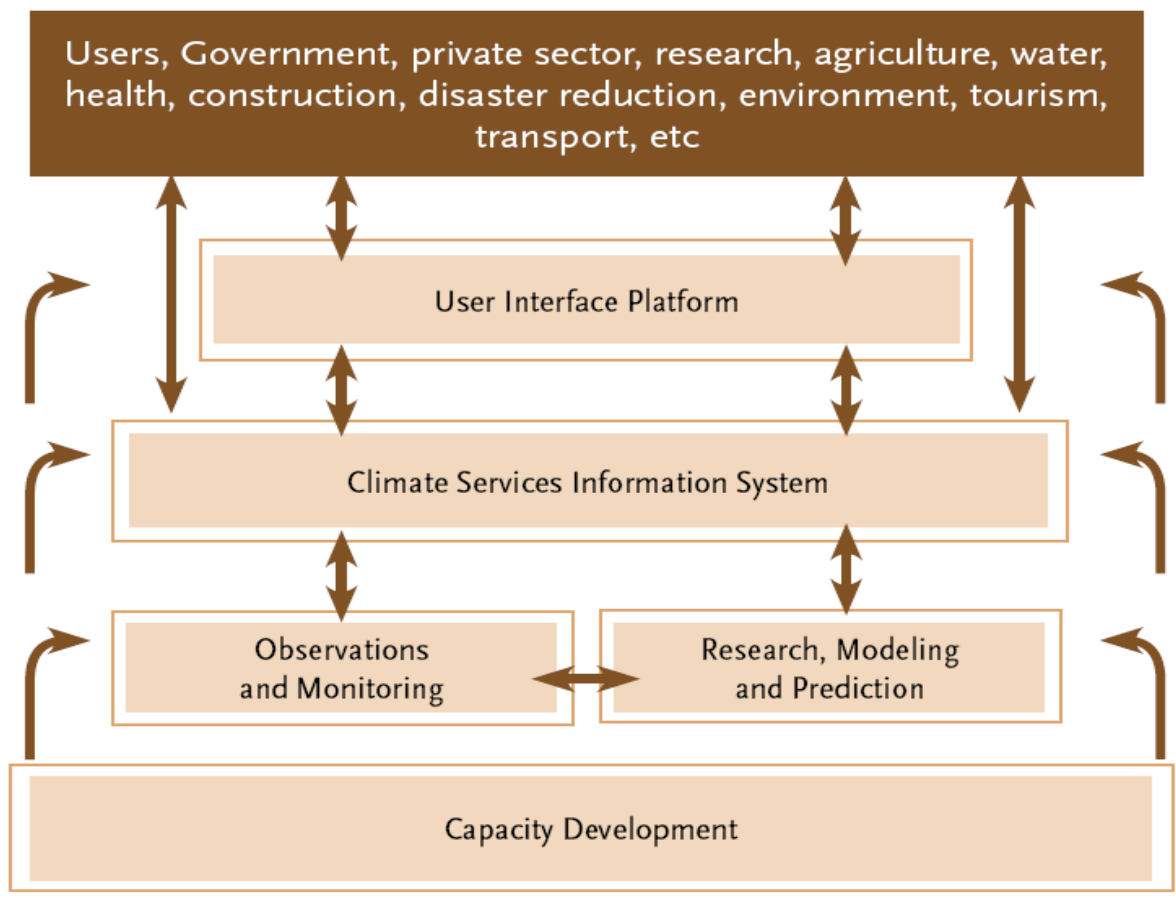 Users, Government, private sector, research, agriculture, water,
health, construction, disaster reduction, environment, tourism,
transport, etc
User Interface Platform
Climate Services Information System
Observations
and Monitoring
Research, Modeling
and Prediction
Capacity Development